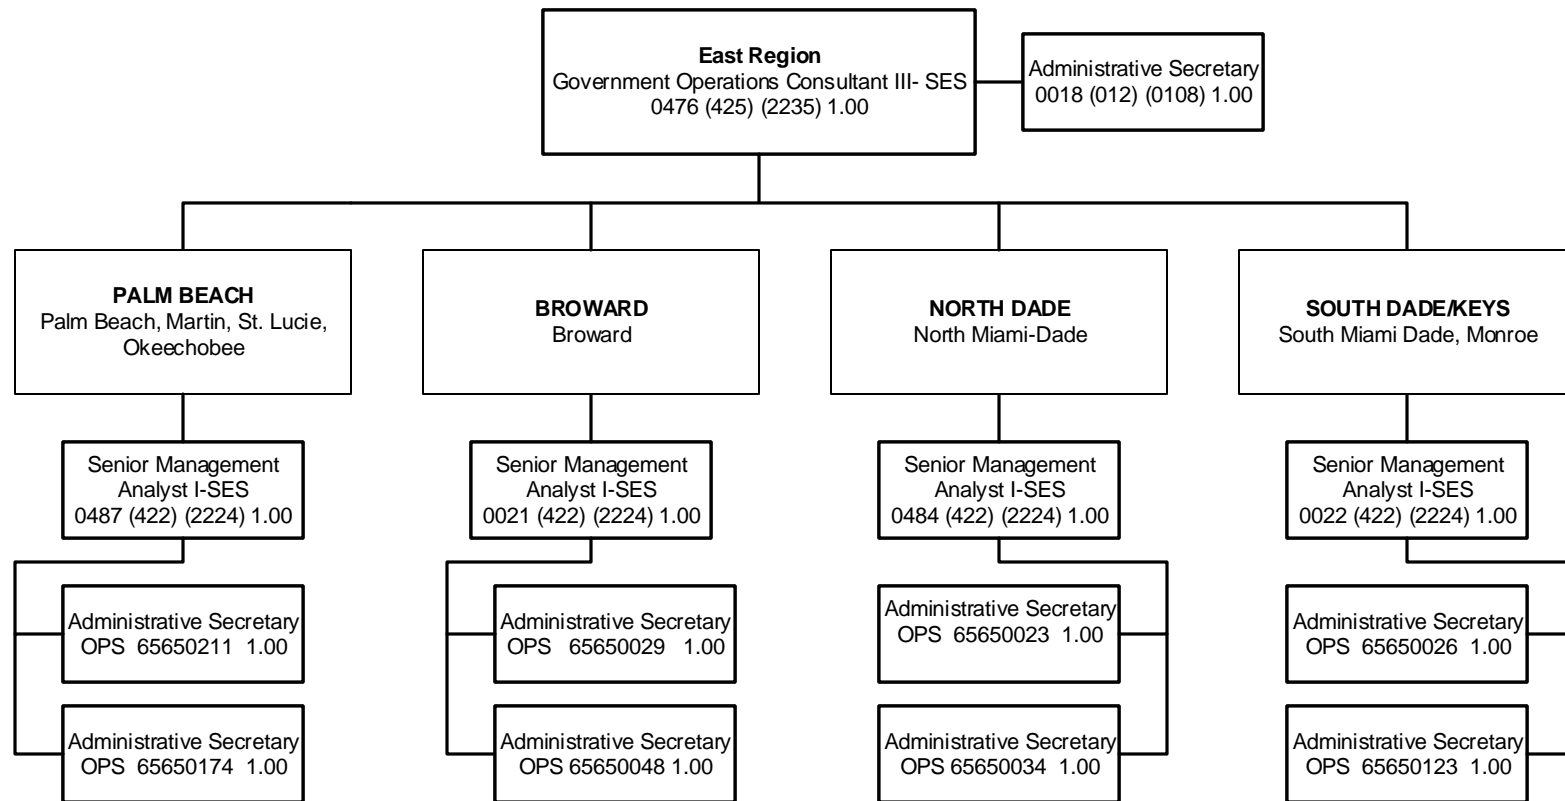 East Region
Government Operations Consultant III- SES
0476 (425) (2235) 1.00
Administrative Secretary
0018 (012) (0108) 1.00
PALM BEACH
Palm Beach, Martin, St. Lucie,
Okeechobee
BROWARD
Broward
NORTH DADE
North Miami-Dade
SOUTH DADE/KEYS
South Miami Dade, Monroe
Senior Management
Analyst I-SES
0487 (422) (2224) 1.00
Senior Management
Analyst I-SES
0021 (422) (2224) 1.00
Senior Management
Analyst I-SES
0484 (422) (2224) 1.00
Senior Management
Analyst I-SES
0022 (422) (2224) 1.00
Administrative Secretary
OPS 65650211 1.00
Administrative Secretary
OPS 65650029 1.00
Administrative Secretary
OPS 65650023 1.00
Administrative Secretary
OPS 65650026 1.00
Administrative Secretary
OPS 65650174 1.00
Administrative Secretary
OPS 65650048 1.00
Administrative Secretary
OPS 65650034 1.00
Administrative Secretary
OPS 65650123 1.00